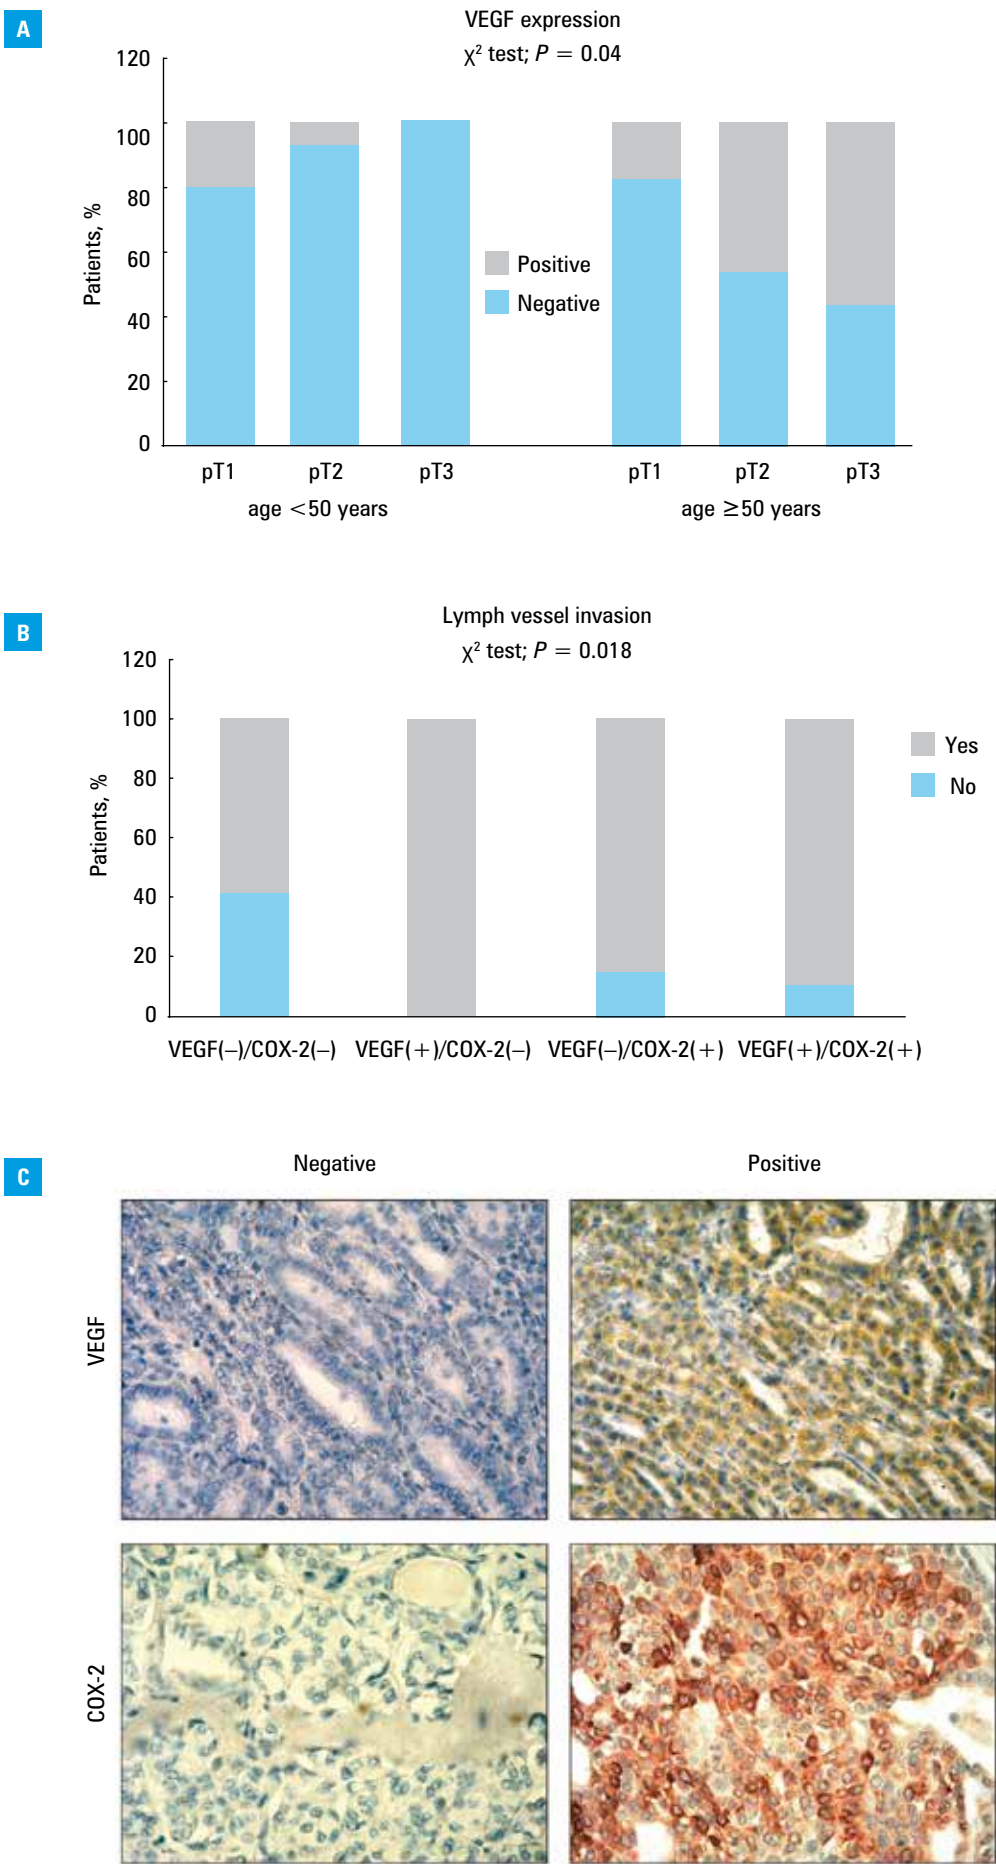 A
VEGF expression
χ² test; P = 0.04
120
100
80
60
40
20
0
Patients, %
Positive
Negative
pT1 pT2 pT3 pT1 pT2 pT3
age <50 years age ≥50 years
B
Lymph vessel invasion
χ² test; P = 0.018
120
100
80
60
40
20
0
Patients, %
Yes
No
VEGF(–)/COX-2(–) VEGF(+)/COX-2(–) VEGF(–)/COX-2(+) VEGF(+)/COX-2(+)
C
Negative Positive
VEGF
COX-2